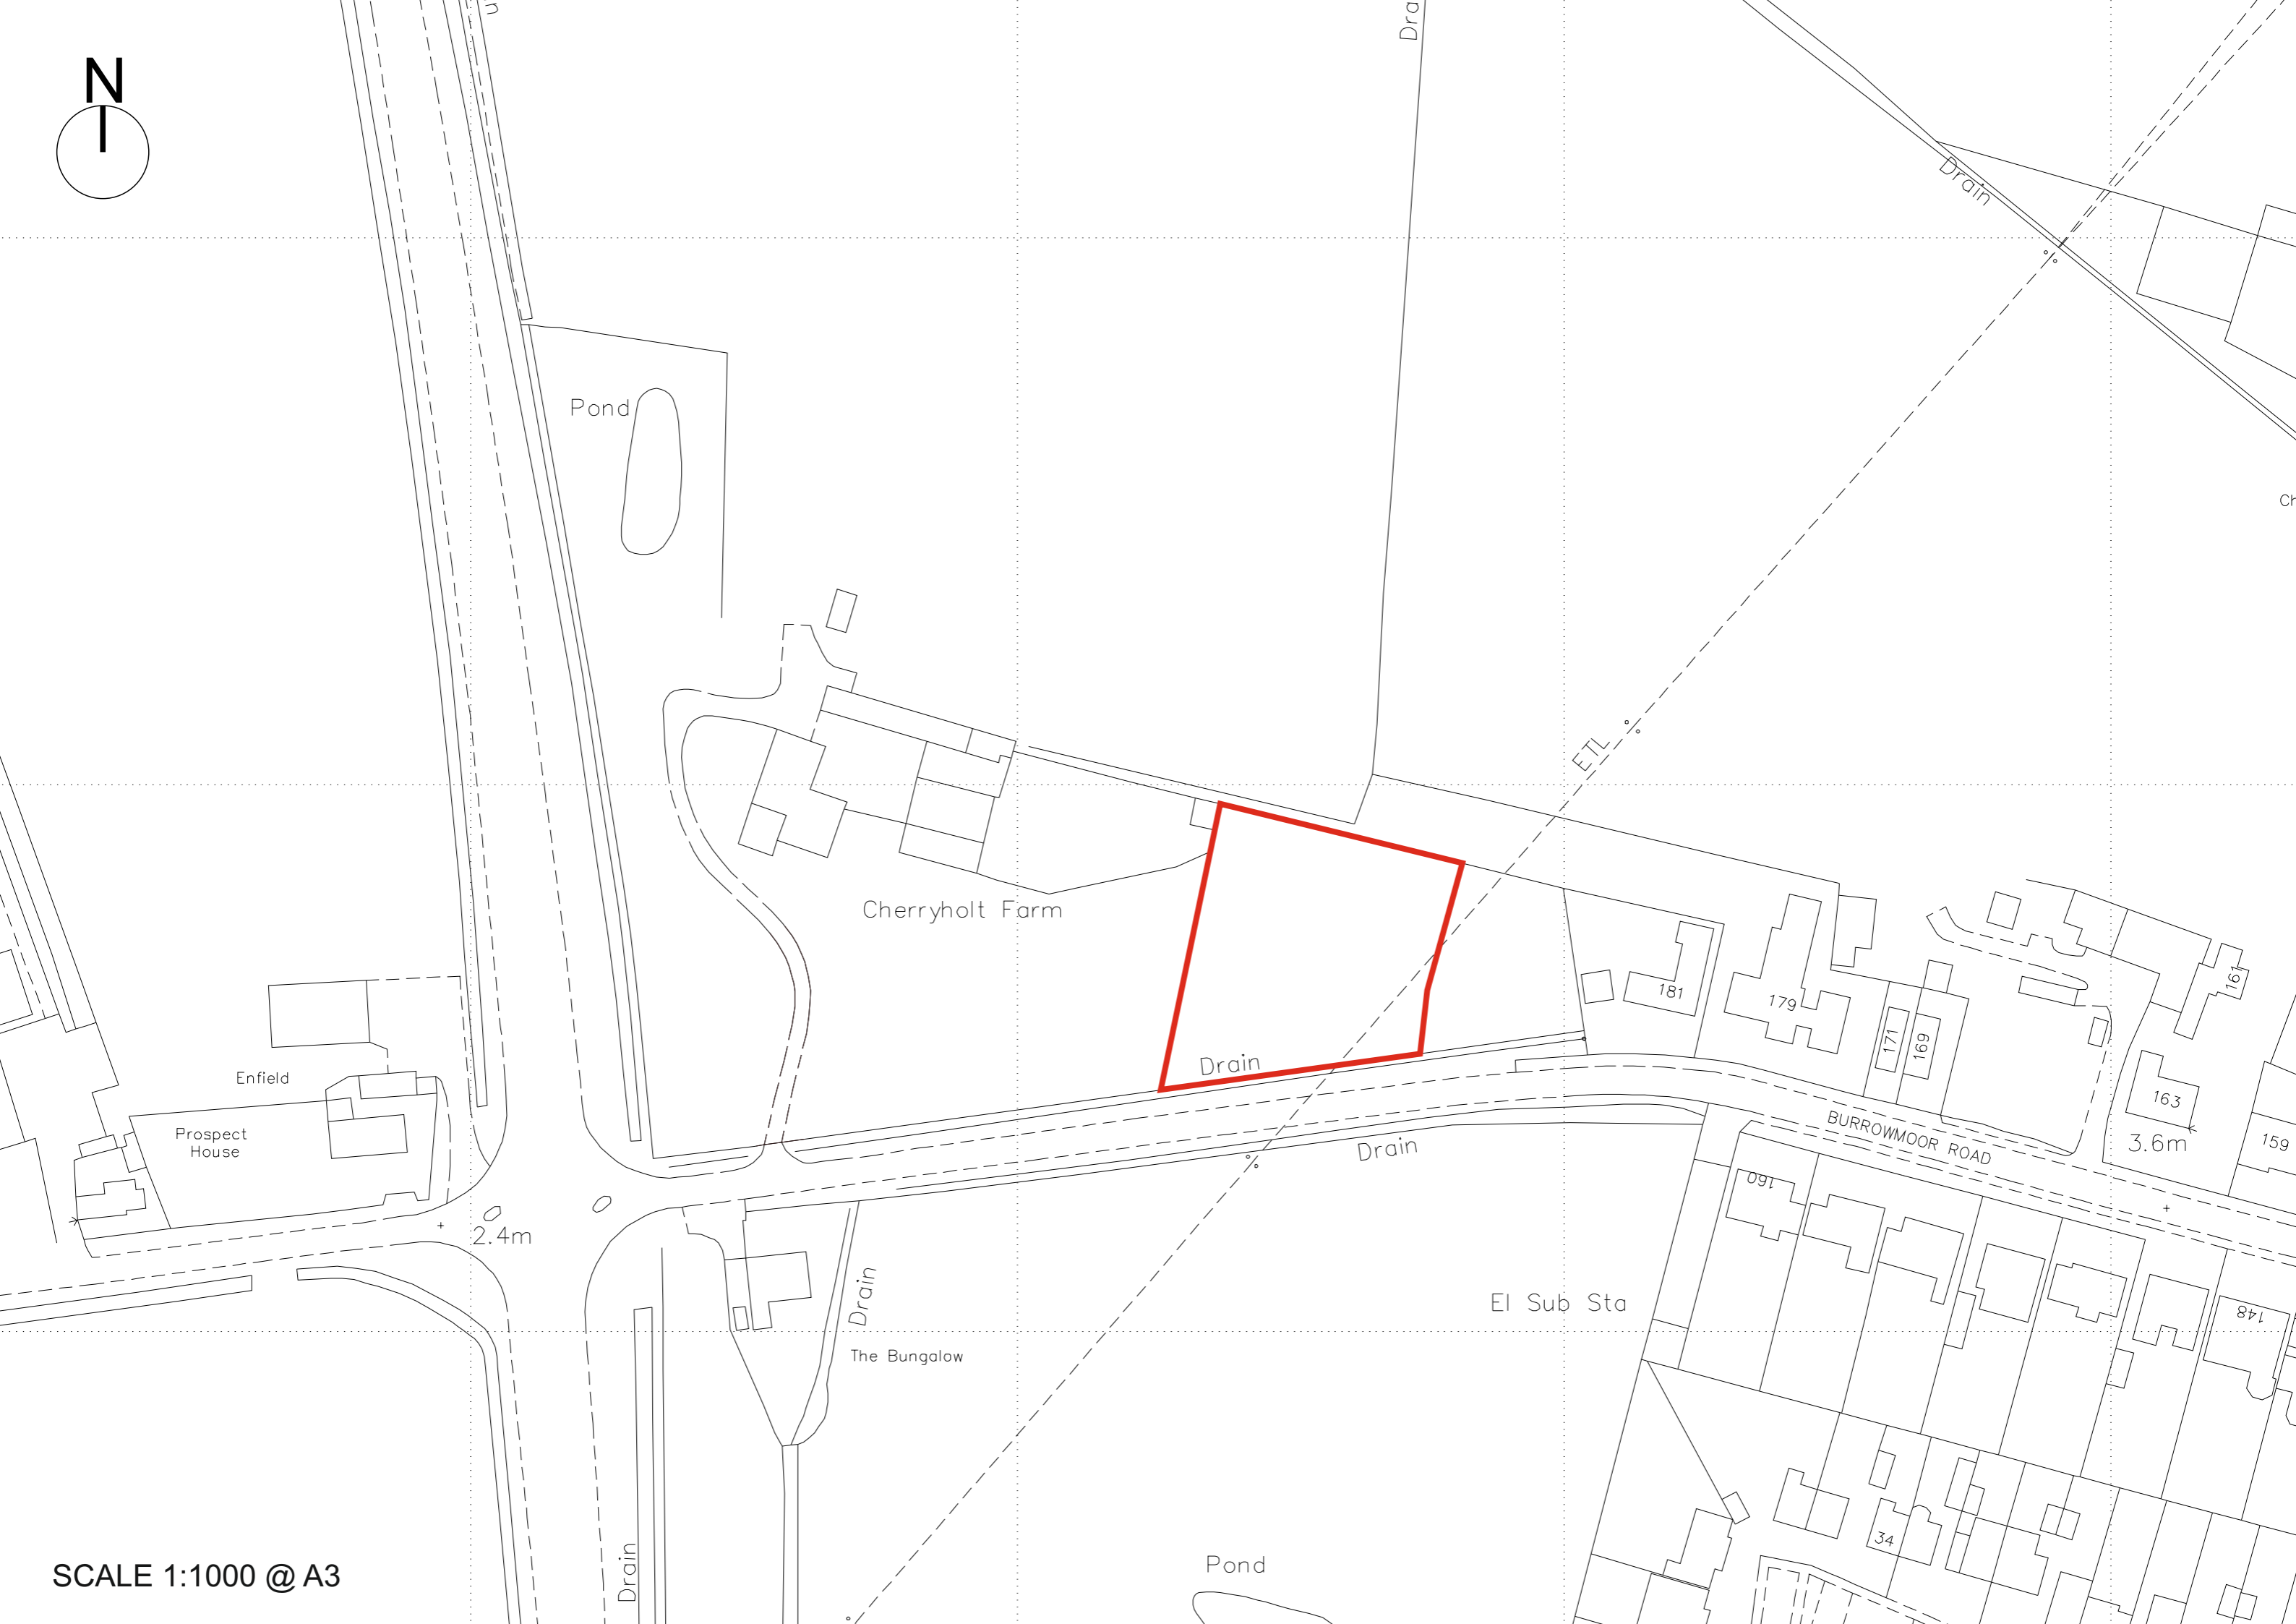 N
Drain
Pond
ETL
Cherryholt Farm
181
179
171
169
161
163
159
Drain
Enfield
Prospect
House
Drain
BURROWMOOR ROAD
3.6m
160
2.4m
Drain
El Sub Sta
148
The Bungalow
34
Drain
Pond
SCALE 1:1000 @ A3